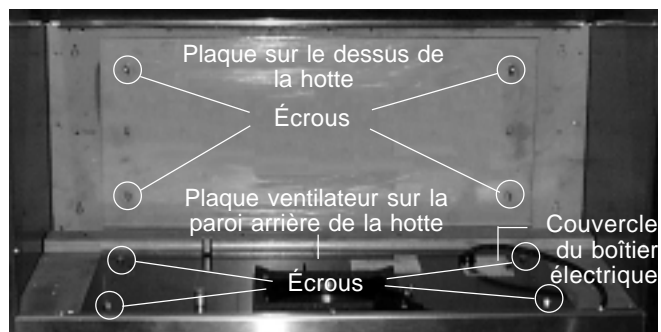 Plaque sur le dessus de
la hotte
Écrous
Plaque ventilateur sur la
paroi arrière de la hotte
Couvercle
du boîtier
électrique
Écrous